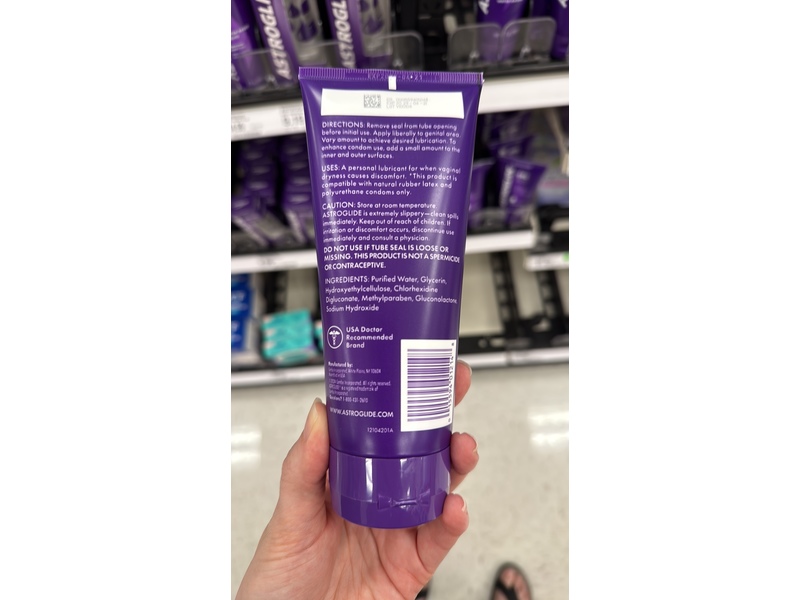 ASTROGLI
ASTROGLI
DIRECTIONS: Remove seal from tube opening
before initial use. Apply liberally to genital area.
Vary amount to achieve desired lubrication. To
enhance condom use, add a small amount to the
inner and outer surfaces.
USES: A personal lubricant for when vaginal
dryness causes discomfort. *This product is
compatible with natural rubber latex and
polyurethane condoms only.
CAUTION: Store at room temperature.
ASTROGLIDE is extremely slippery—clean spills
immediately. Keep out of reach of children. If
irritation or discomfort occurs, discontinue use
immediately and consult a physician.
DO NOT USE IF TUBE SEAL IS LOOSE OR
MISSING. THIS PRODUCT IS NOT A SPERMICIDE
OR CONTRACEPTIVE.
INGREDIENTS: Purified Water, Glycerin,
Hydroxyethylcellulose, Chlorhexidine
Digluconate, Methylparaben, Gluconolactone,
Sodium Hydroxide
USA Doctor
Recommended
Brand
Manufactured for:
WWW.ASTROGLIDE.COM
12104201A